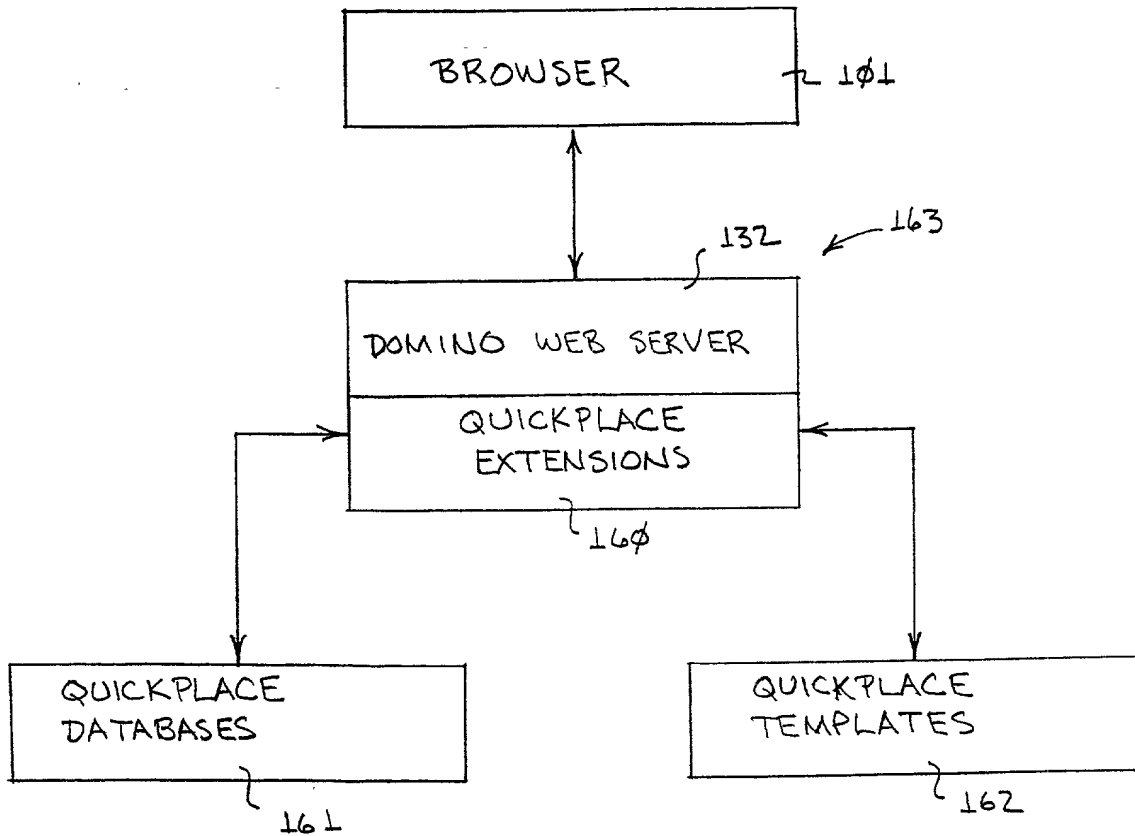 BROWSER
101
132
163
DOMINO WEB SERVER
QUICKPLACE
EXTENSIONS
160
QUICKPLACE
DATABASES
161
QUICKPLACE
TEMPLATES
162